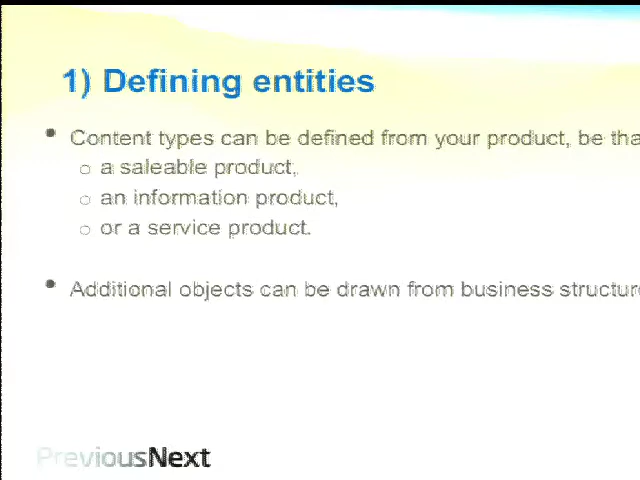 1) Defining entities
• Content types can be defined from your product, be tha
o a saleable product,
o an information product,
o or a service product.
• Additional objects can be drawn from business structure
PreviousNext